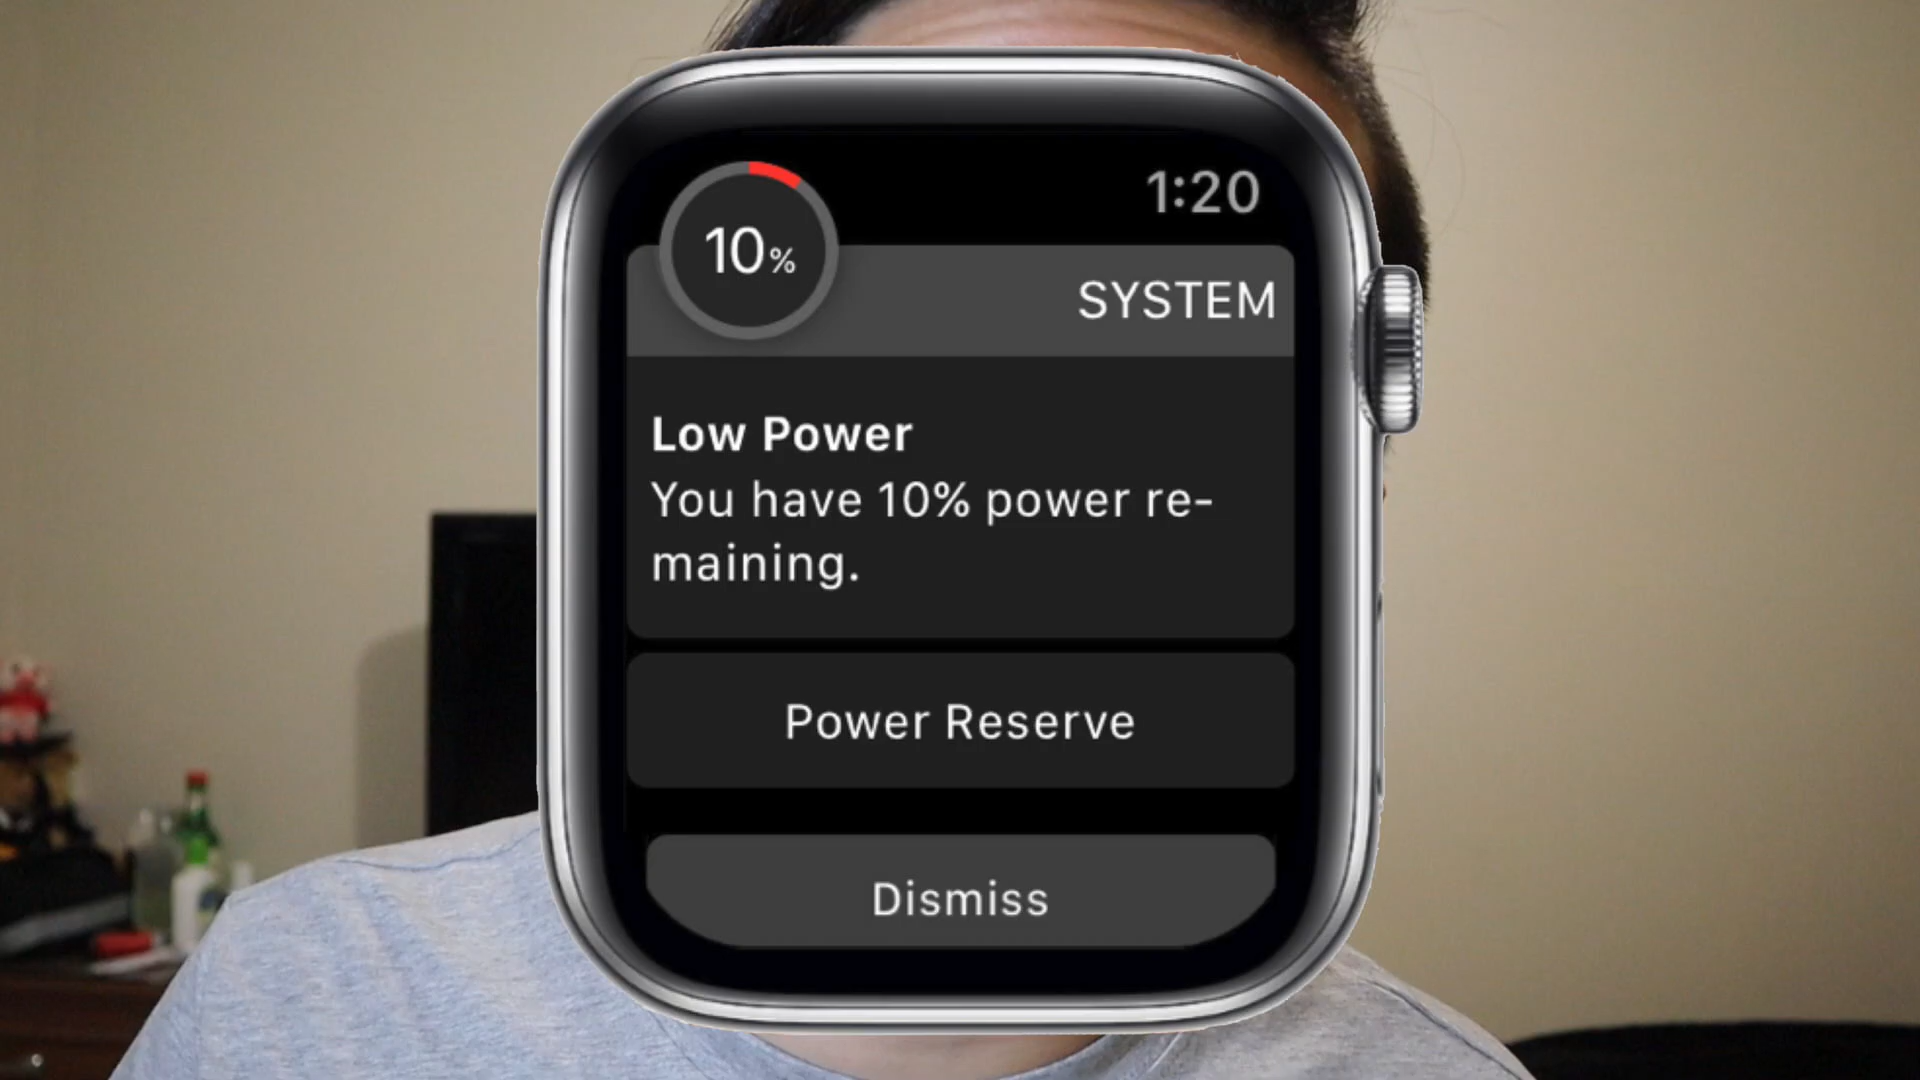 1:20
10%
SYSTEM
Low Power
You have 10% power re-
maining.
Power Reserve
Dismiss